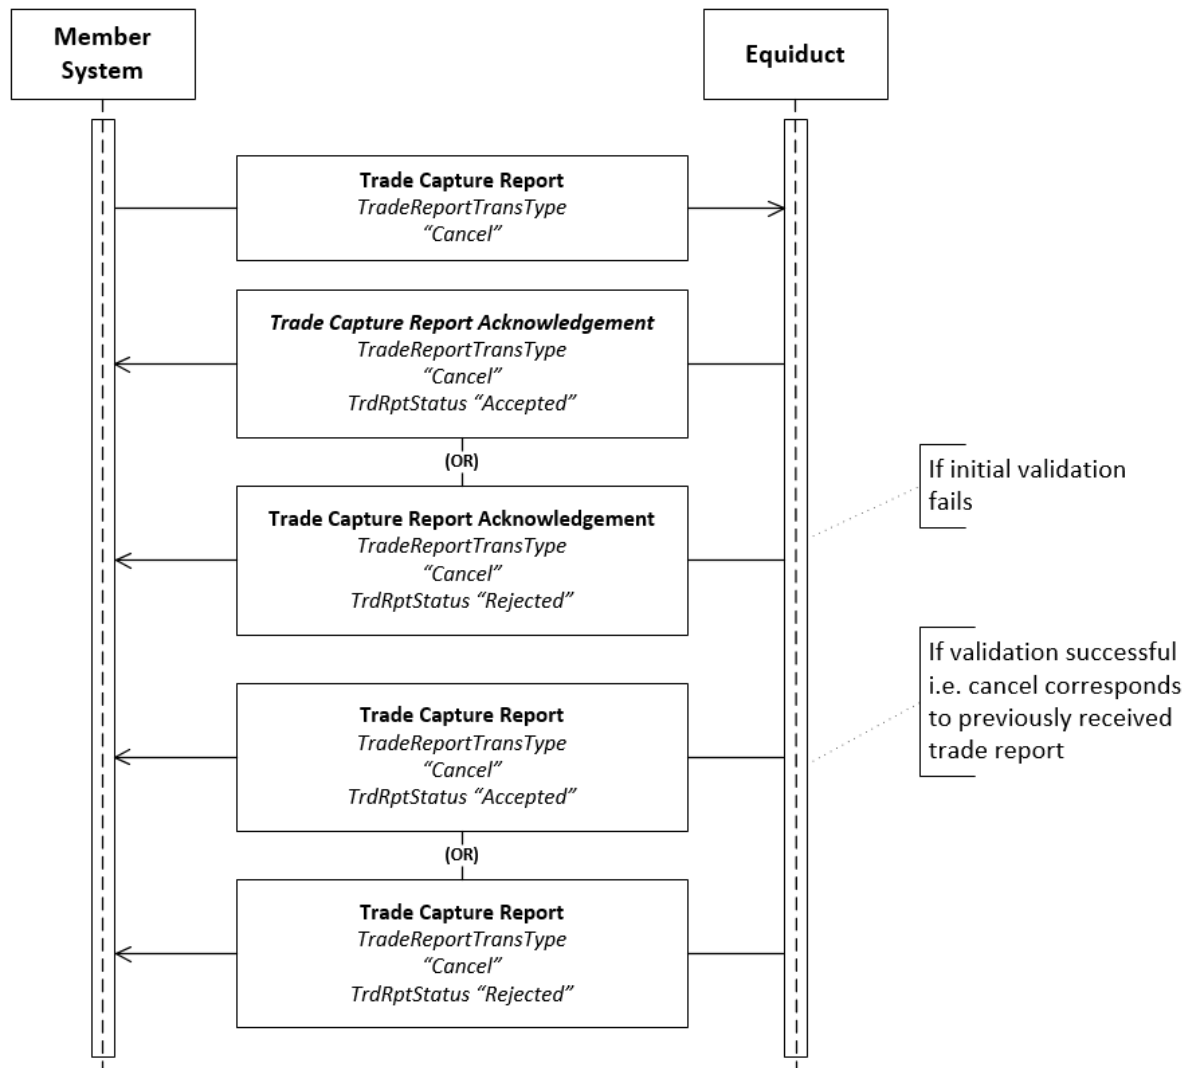 Member
System
Equiduct
Trade Capture Report
TradeReportTransType
“Cancel”
Trade Capture Report Acknowledgement
TradeReportTransType
“Cancel”
TrdRptStatus “Accepted”
(OR)
If initial validation
fails
Trade Capture Report Acknowledgement
TradeReportTransType
“Cancel”
TrdRptStatus “Rejected”
If validation successful
i.e. cancel corresponds
to previously received
trade report
Trade Capture Report
TradeReportTransType
“Cancel”
TrdRptStatus “Accepted”
(OR)
Trade Capture Report
TradeReportTransType
“Cancel”
TrdRptStatus “Rejected”